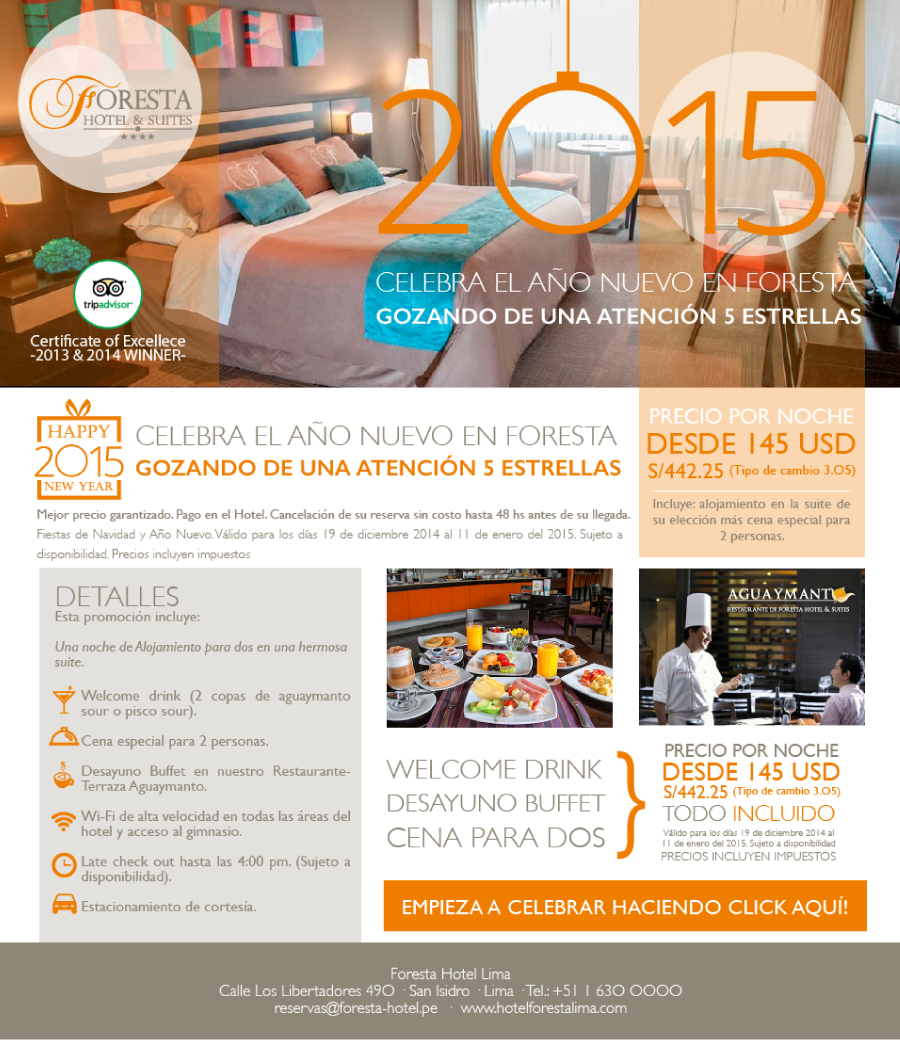 FORESTA
HOTEL & SUITES
2015
CELEBRA EL AÑO NUEVO EN FORESTA
GOZANDO DE UNA ATENCIÓN 5 ESTRELLAS
tripadvisor
Certificate of Excellece
-2013 & 2014 WINNER-
HAPPY
2015
NEW YEAR
CELEBRA EL AÑO NUEVO EN FORESTA
GOZANDO DE UNA ATENCIÓN 5 ESTRELLAS
PRECIO POR NOCHE
DESDE 145 USD
S/442.25 (Tipo de cambio 3.05)
Incluye: alojamiento en la suite de
su elección más cena especial para
2 personas.
Mejor precio garantizado. Pago en el Hotel. Cancelación de su reserva sin costo hasta 48 hs antes de su llegada.
Fiestas de Navidad y Año Nuevo. Válido para los días 19 de diciembre 2014 al 11 de enero del 2015. Sujeto a
disponibilidad. Precios incluyen impuestos
DETALLES
Esta promoción incluye:
Una noche de Alojamiento para dos en una hermosa
suite.
Welcome drink (2 copas de aguaymanto
sour o pisco sour).
Cena especial para 2 personas.
Desayuno Buffet en nuestro Restaurante-
Terraza Aguaymanto.
Wi-Fi de alta velocidad en todas las áreas del
hotel y acceso al gimnasio.
Late check out hasta las 4:00 pm. (Sujeto a
disponibilidad).
Estacionamiento de cortesía.
AGUAYMANTO
RESTAURANTE DE FORESTA HOTEL & SUITES
WELCOME DRINK
DESAYUNO BUFFET
CENA PARA DOS
PRECIO POR NOCHE
DESDE 145 USD
S/442.25 (Tipo de cambio 3.05)
TODO INCLUIDO
Válido para los días 19 de diciembre 2014 al
11 de enero del 2015. Sujeto a disponibilidad
PRECIOS INCLUYEN IMPUESTOS
EMPIEZA A CELEBRAR HACIENDO CLICK AQUÍ!
Foresta Hotel Lima
Calle Los Libertadores 490 · San Isidro · Lima · Tel.: +51 1 630 0000
reservas@foresta-hotel.pe · www.hotelforestalima.com